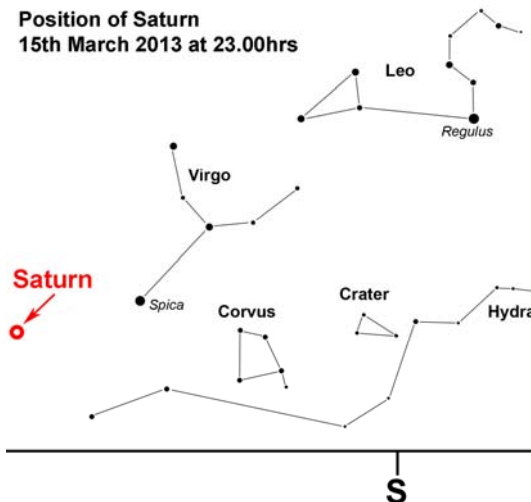 Position of Saturn
15th March 2013 at 23.00hrs
Leo
Regulus
Virgo
Saturn
Spica
Corvus
Crater
Hydra
S